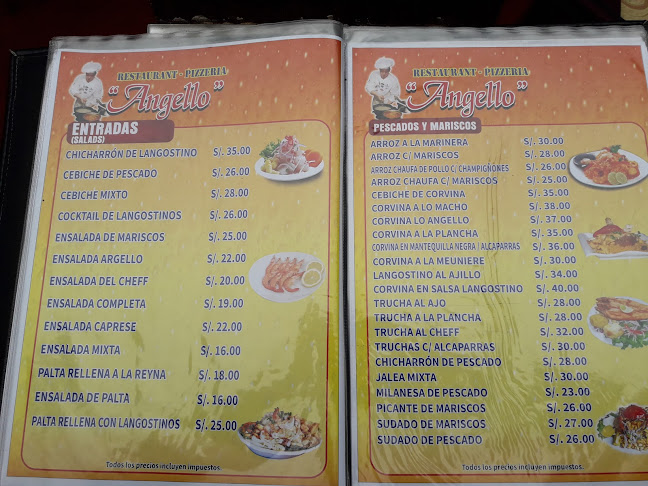 RESTAURANT - PIZZERIA
"Angello"
ENTRADAS
(SALADS)
CHICHARRÓN DE LANGOSTINO S/. 35.00
CEBICHE DE PESCADO S/. 26.00
CEBICHE MIXTO S/. 28.00
COCKTAIL DE LANGOSTINOS S/. 26.00
ENSALADA DE MARISCOS S/. 25.00
ENSALADA ARGELLO S/. 22.00
ENSALADA DEL CHEFF S/. 20.00
ENSALADA COMPLETA S/. 19.00
ENSALADA CAPRESE S/. 22.00
ENSALADA MIXTA S/. 16.00
PALTA RELLENA A LA REYNA S/. 18.00
ENSALADA DE PALTA S/. 16.00
PALTA RELLENA CON LANGOSTINOS S/. 25.00
Todos los precios incluyen impuestos.
RESTAURANT - PIZZERIA
"Angello"
PESCADOS Y MARISCOS
ARROZ A LA MARINERA S/. 30.00
ARROZ C/ MARISCOS S/. 28.00
ARROZ CHAUFA DE POLLO C/ CHAMPIGÑONES S/. 26.00
ARROZ CHAUFA C/ MARISCOS S/. 25.00
CEBICHE DE CORVINA S/. 35.00
CORVINA A LO MACHO S/. 38.00
CORVINA LO ANGELLO S/. 37.00
CORVINA A LA PLANCHA S/. 35.00
CORVINA EN MANTEQUILLA NEGRA / ALCAPARRAS S/. 36.00
CORVINA A LA MEUNIERE S/. 30.00
LANGOSTINO AL AJILLO S/. 34.00
CORVINA EN SALSA LANGOSTINO S/. 40.00
TRUCHA AL AJO S/. 28.00
TRUCHA A LA PLANCHA S/. 28.00
TRUCHA AL CHEFF S/. 32.00
TRUCHAS C/ ALCAPARRAS S/. 30.00
CHICHARRÓN DE PESCADO S/. 28.00
JALEA MIXTA S/. 30.00
MILANESA DE PESCADO S/. 23.00
PICANTE DE MARISCOS S/. 26.00
SUDADO DE MARISCOS S/. 27.00
SUDADO DE PESCADO S/. 26.00
Todos los precios incluyen impuestos.